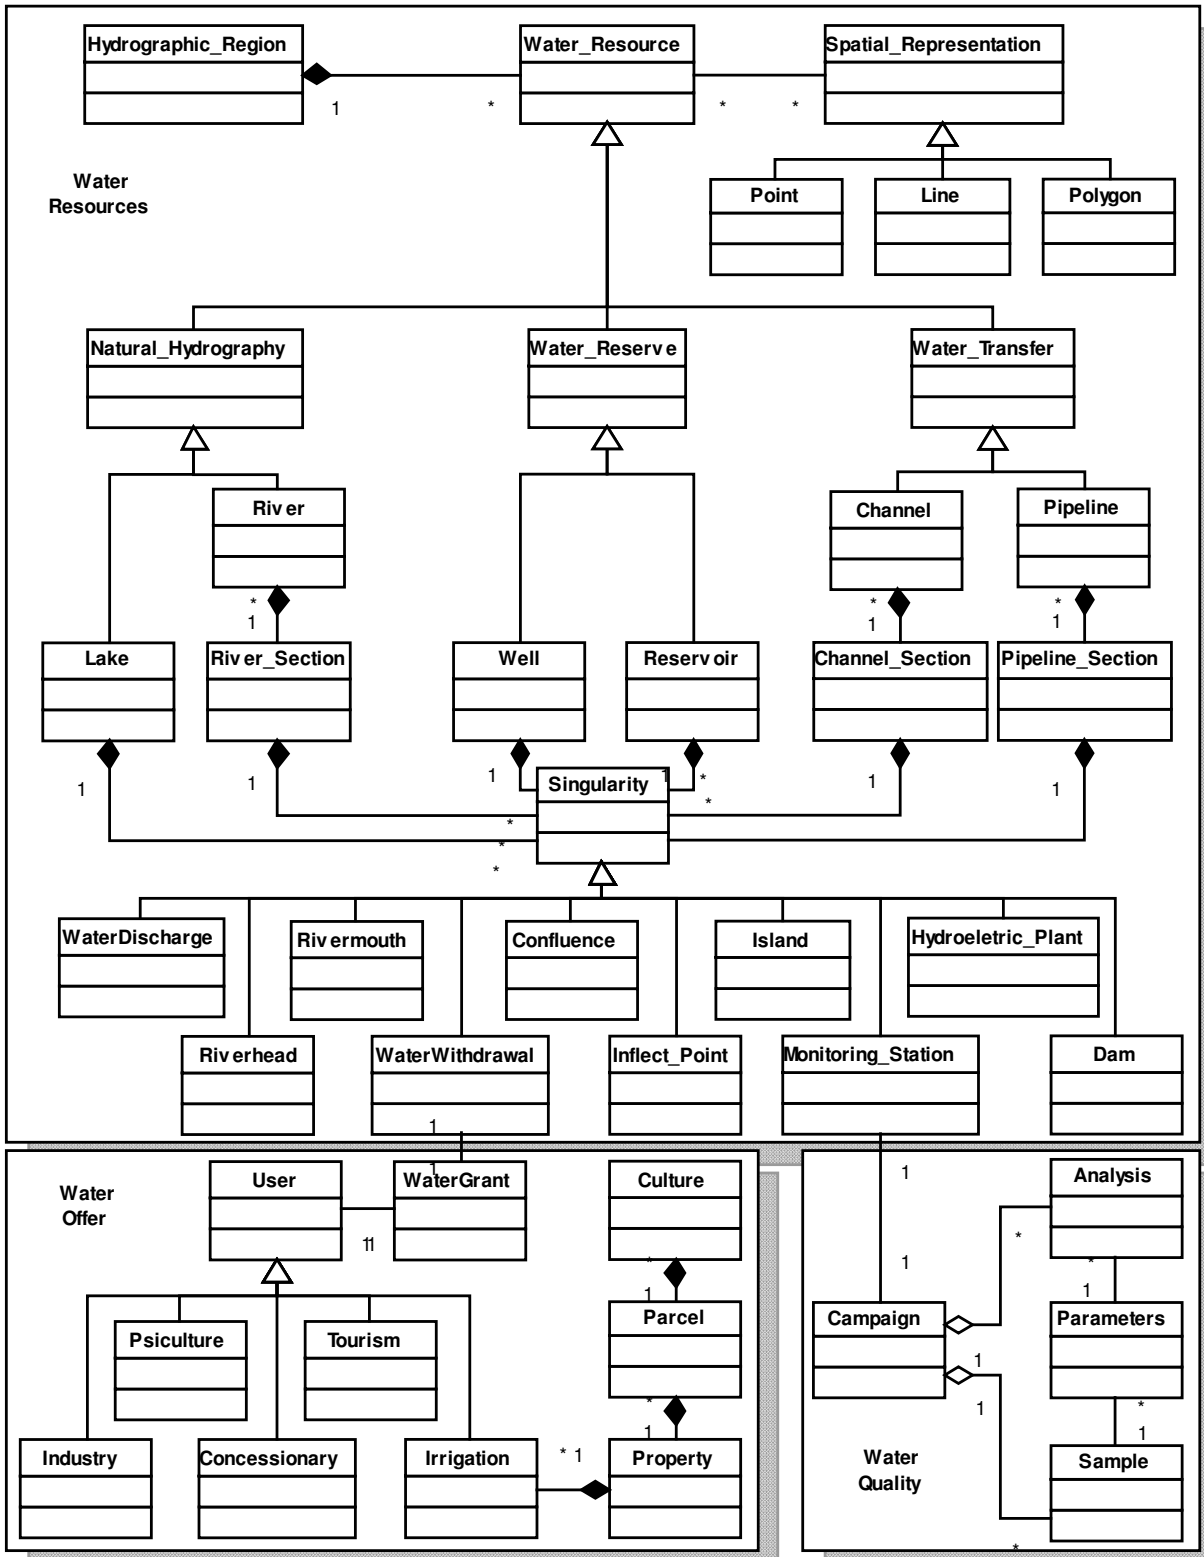 Hydrographic_Region
Water_Resource
Spatial_Representation
1
*
*
*
Water
Resources
Point
Line
Polygon
Natural_Hydrography
Water_Reserve
Water_Transfer
River
Channel
Pipeline
*
1
*
1
*
1
Lake
River_Section
Well
Reservoir
Channel_Section
Pipeline_Section
1
1
1
1
*
1
1
Singularity
*
*
*
*
WaterDischarge
Rivermouth
Confluence
Island
Hydroeletric_Plant
Riverhead
WaterWithdrawal
Inflect_Point
Monitoring_Station
Dam
1
1
Water
Offer
User
WaterGrant
Culture
11
*
1
Parcel
*
1
Psiculture
Tourism
Industry
Concessionary
Irrigation
* 1
Property
1
1
Analysis
*
*
1
Campaign
Parameters
1
1
*
1
Water
Quality
Sample
*